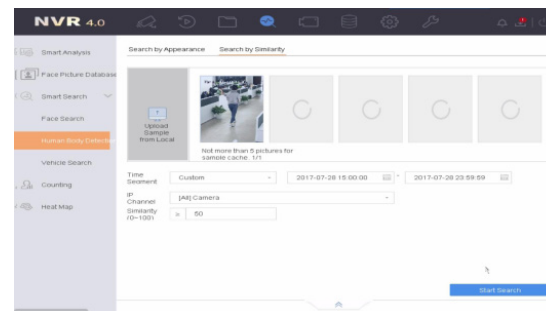 NVR 4.0
Smart Analysis
Face Picture Database
Smart Search
Face Search
Human Body Detection
Vehicle Search
Counting
Heat Map
Search by Appearance Search by Similarity
Upload
Sample
from Local
Not more than 5 pictures for
sample cache. 1/1
Time
Segment Custom 2017-07-28 15:00:00 - 2017-07-28 23:59:59
IP
Channel [All] Camera
Similarity
(0~100) ≥ 50
Start Search